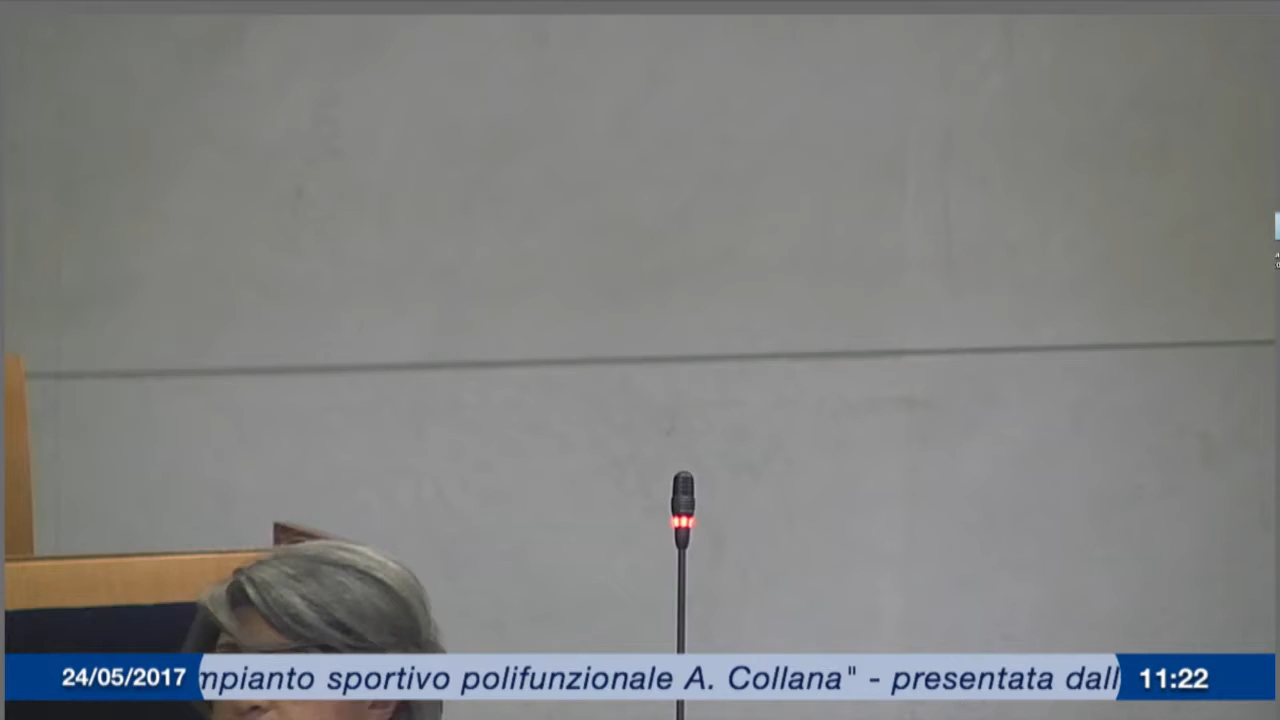 24/05/2017 mpianto sportivo polifunzionale A. Collana" - presentata dall 11:22